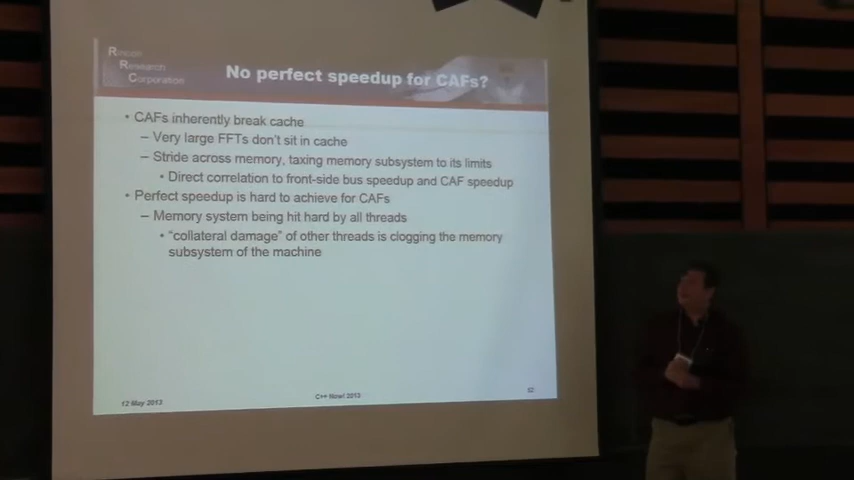 Rincon
Research
Corporation
No perfect speedup for CAFs?
• CAFs inherently break cache
– Very large FFTs don't sit in cache
– Stride across memory, taxing memory subsystem to its limits
• Direct correlation to front-side bus speedup and CAF speedup
• Perfect speedup is hard to achieve for CAFs
– Memory system being hit hard by all threads
• "collateral damage" of other threads is clogging the memory
subsystem of the machine
12 May 2013
C++ Now! 2013